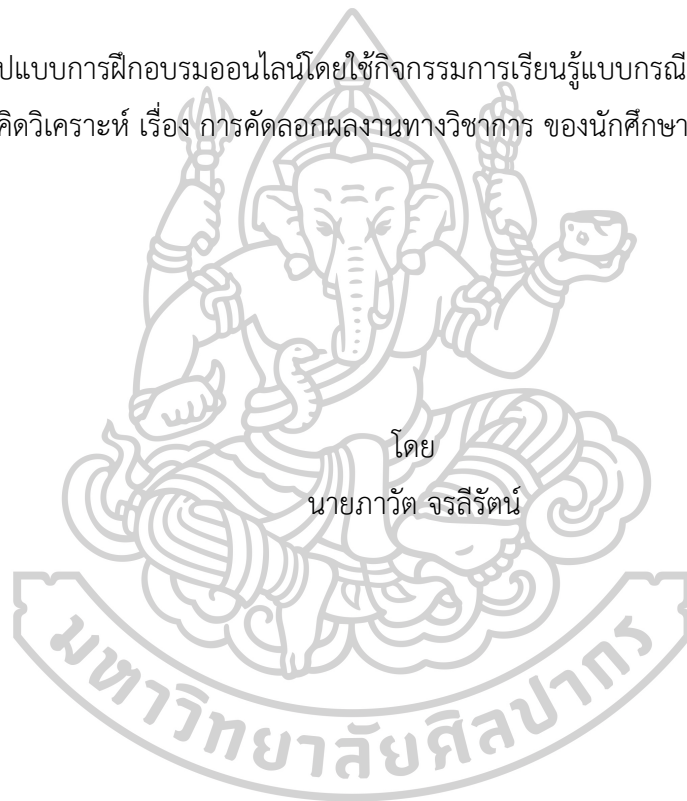 ปแบบการฝึกอบรมออนไลน์โดยใช้กิจกรรมการเรียนรู้แบบกรณี
คิดวิเคราะห์ เรื่อง การคัดลอกผลงานทางวิชาการ ของนักศึกษา
โดย
นายภาวัต จรลีรัตน์
มหาวิทยาลัยศิลปากร